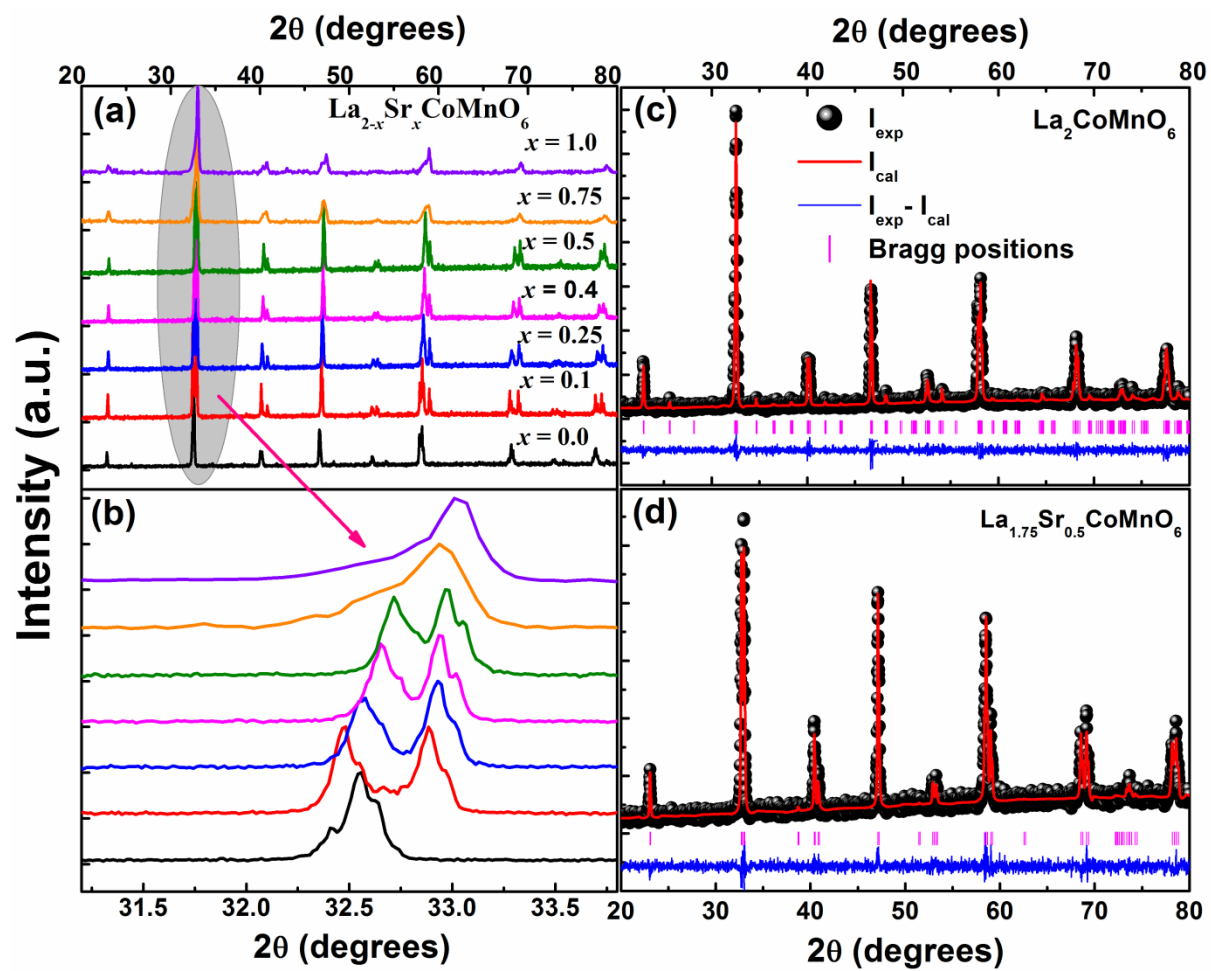 2θ (degrees)
20 30 40 50 60 70 80
(a)
La2-xSrxCoMnO6
x = 1.0
x = 0.75
x = 0.5
x = 0.4
x = 0.25
x = 0.1
x = 0.0
(b)
31.5 32.0 32.5 33.0 33.5
2θ (degrees)
Intensity (a.u.)
2θ (degrees)
20 30 40 50 60 70 80
(c)
La2CoMnO6
Iexp
Ical
Iexp- Ical
Bragg positions
(d)
La1.75Sr0.5CoMnO6
20 30 40 50 60 70 80
2θ (degrees)